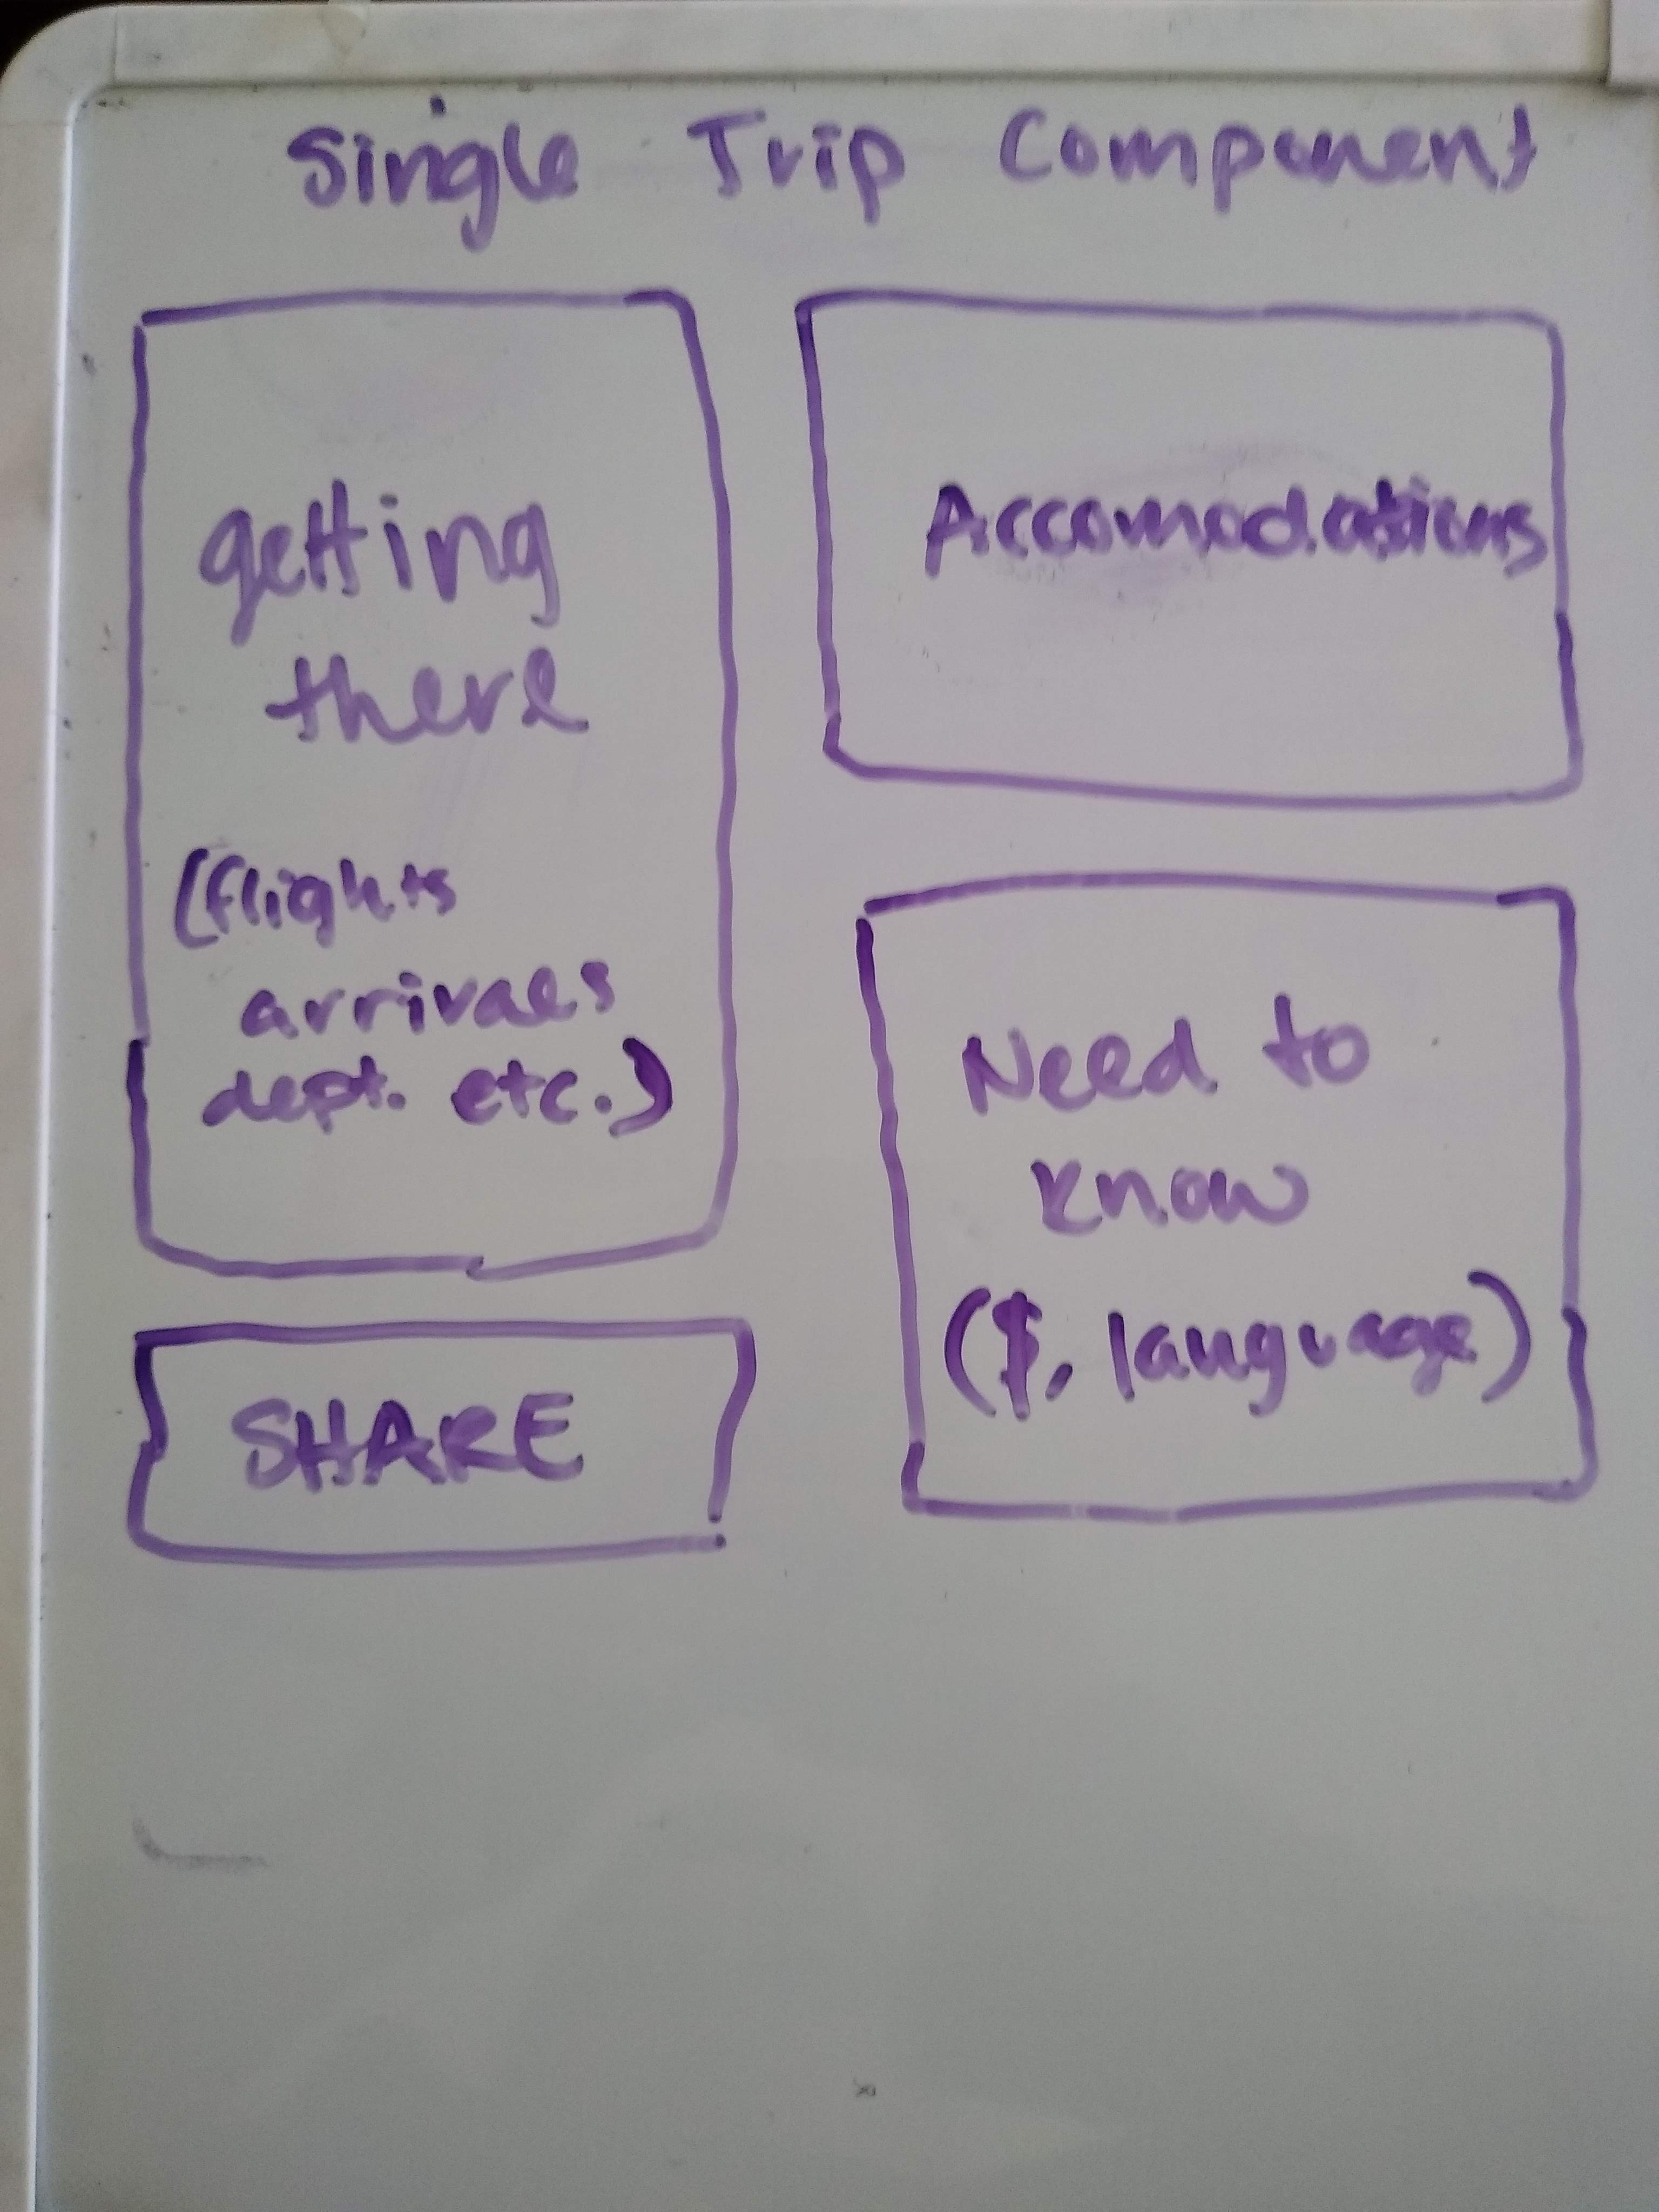 Single Trip Component
getting
there
(flights
arrivals
dept. etc.)
SHARE
Accomodations
Need to
know
($, language)